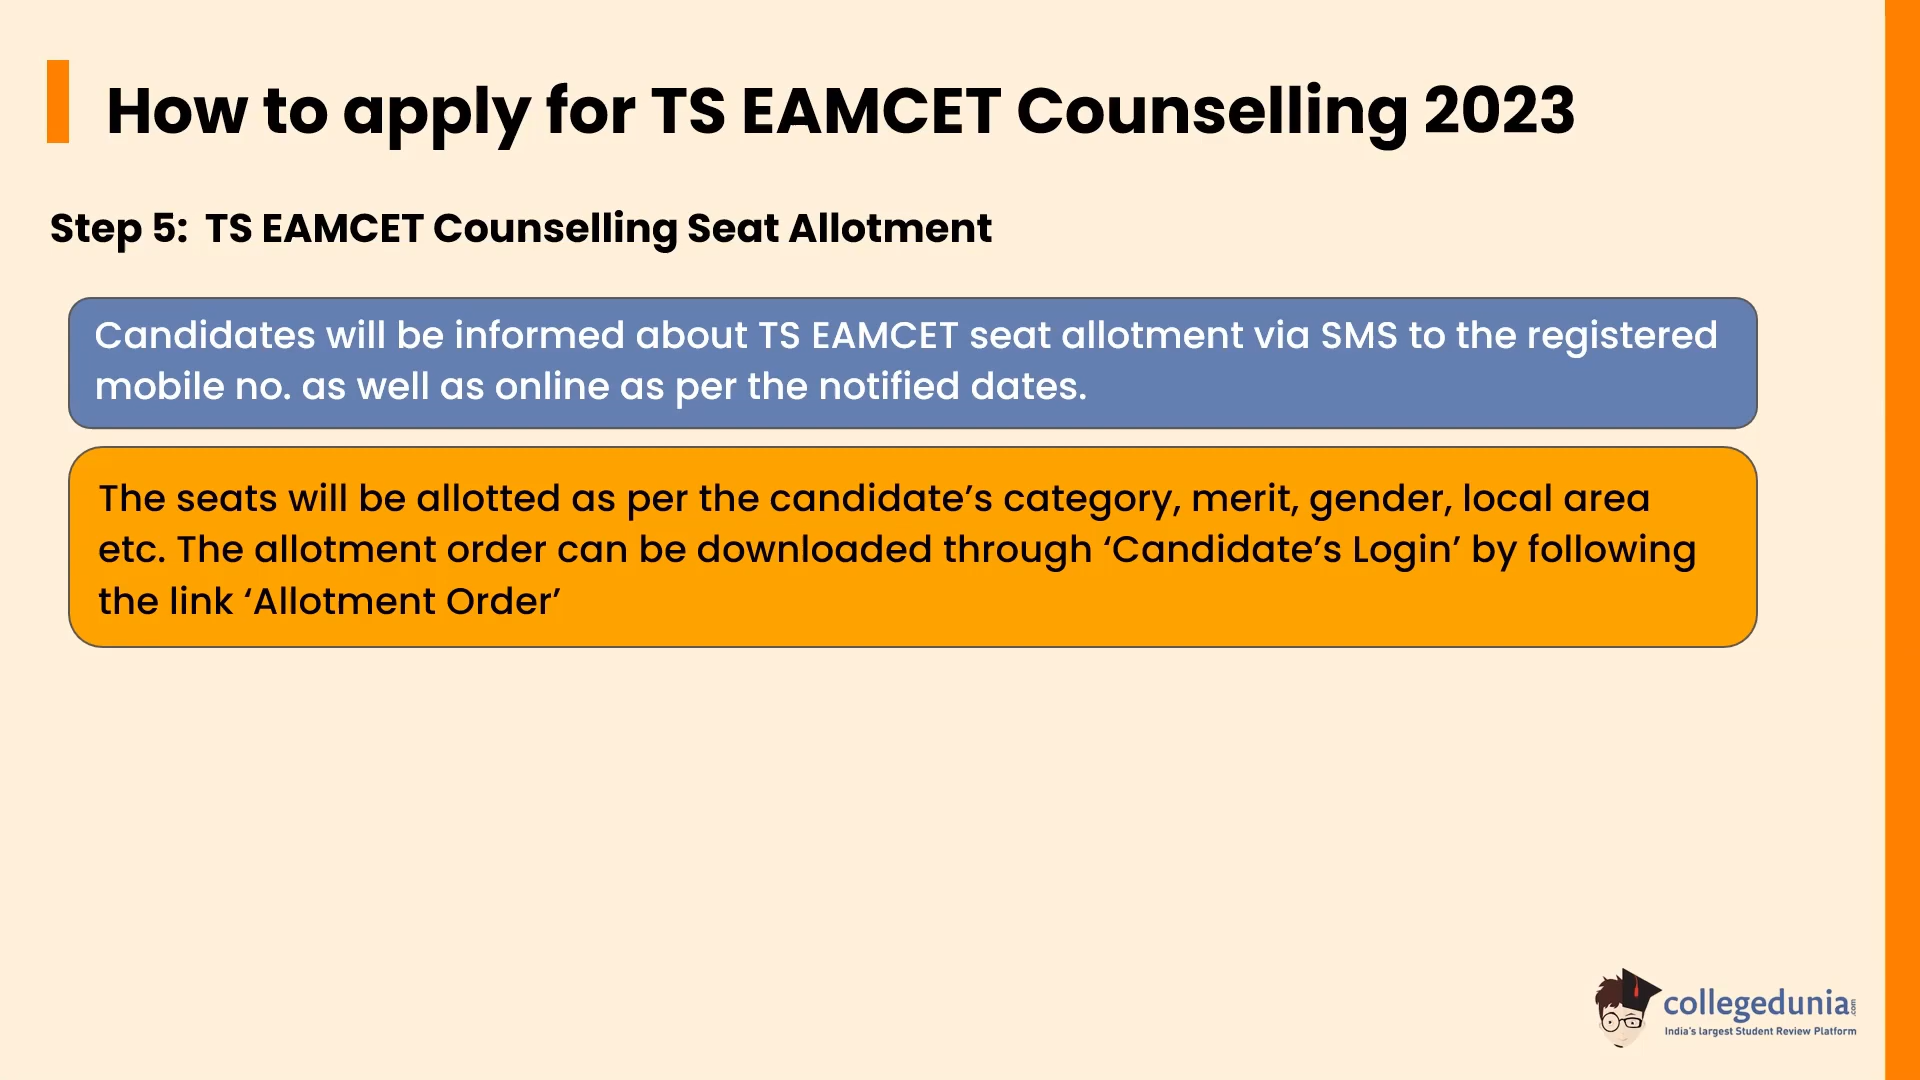 How to apply for TS EAMCET Counselling 2023
Step 5:  TS EAMCET Counselling Seat Allotment
Candidates will be informed about TS EAMCET seat allotment via SMS to the registered
mobile no. as well as online as per the notified dates.
The seats will be allotted as per the candidate’s category, merit, gender, local area
etc. The allotment order can be downloaded through ‘Candidate’s Login’ by following
the link ‘Allotment Order’
collegedunia.com
India's largest Student Review Platform